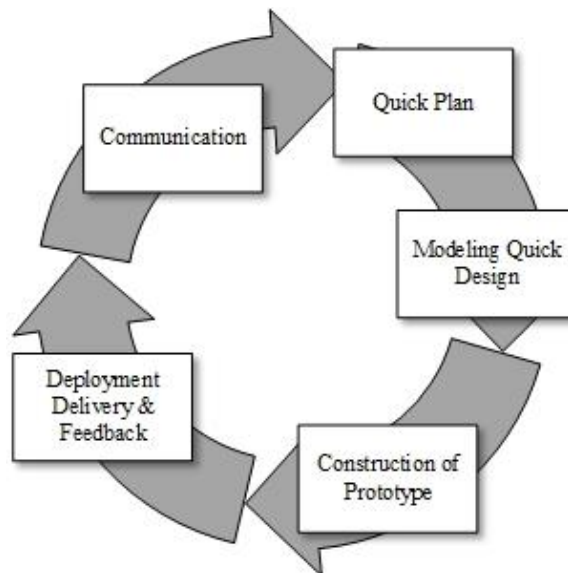 Communication
Quick Plan
Modeling Quick
Design
Construction of
Prototype
Deployment
Delivery &
Feedback